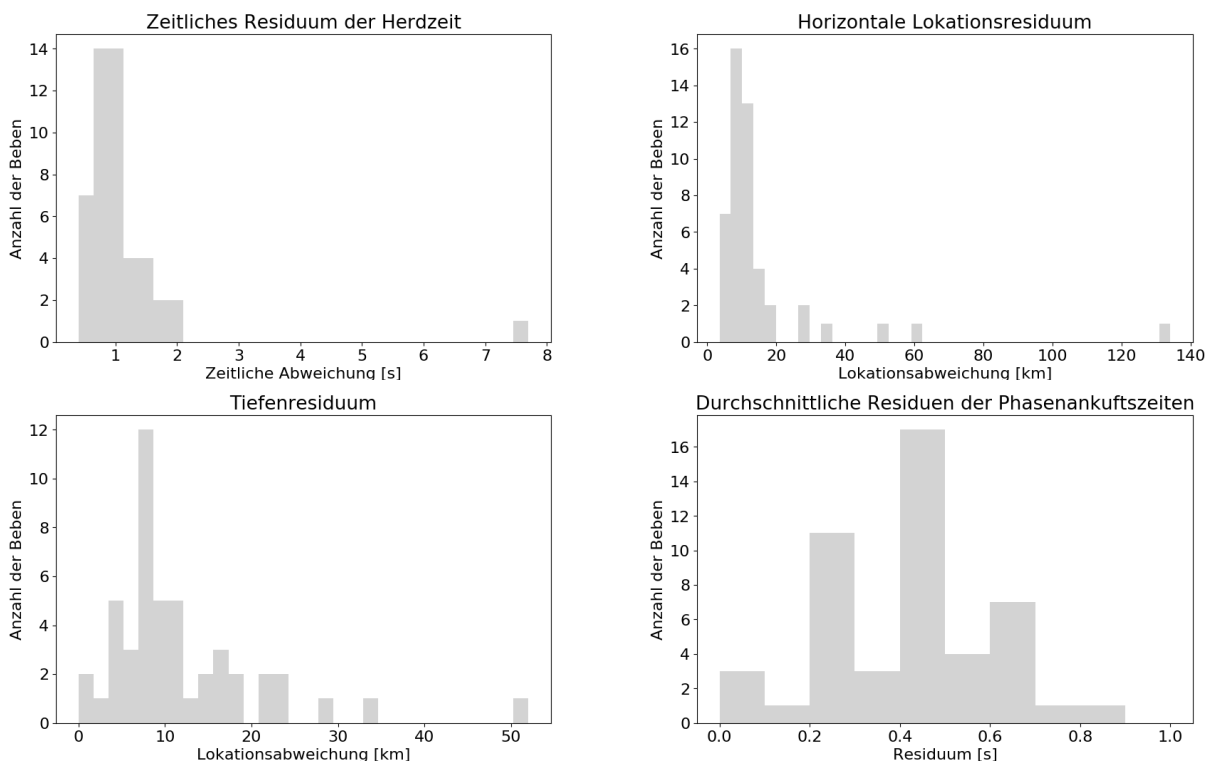 Zeitliches Residuum der Herdzeit
Anzahl der Beben
14
12
10
8
6
4
2
0
1 2 3 4 5 6 7 8
Zeitliche Abweichung [s]
Horizontale Lokationsresiduum
Anzahl der Beben
16
14
12
10
8
6
4
2
0
0 20 40 60 80 100 120 140
Lokationsabweichung [km]
Tiefenresiduum
Anzahl der Beben
12
10
8
6
4
2
0
0 10 20 30 40 50
Lokationsabweichung [km]
Durchschnittliche Residuen der Phasenankuftszeiten
Anzahl der Beben
16
14
12
10
8
6
4
2
0
0.0 0.2 0.4 0.6 0.8 1.0
Residuum [s]